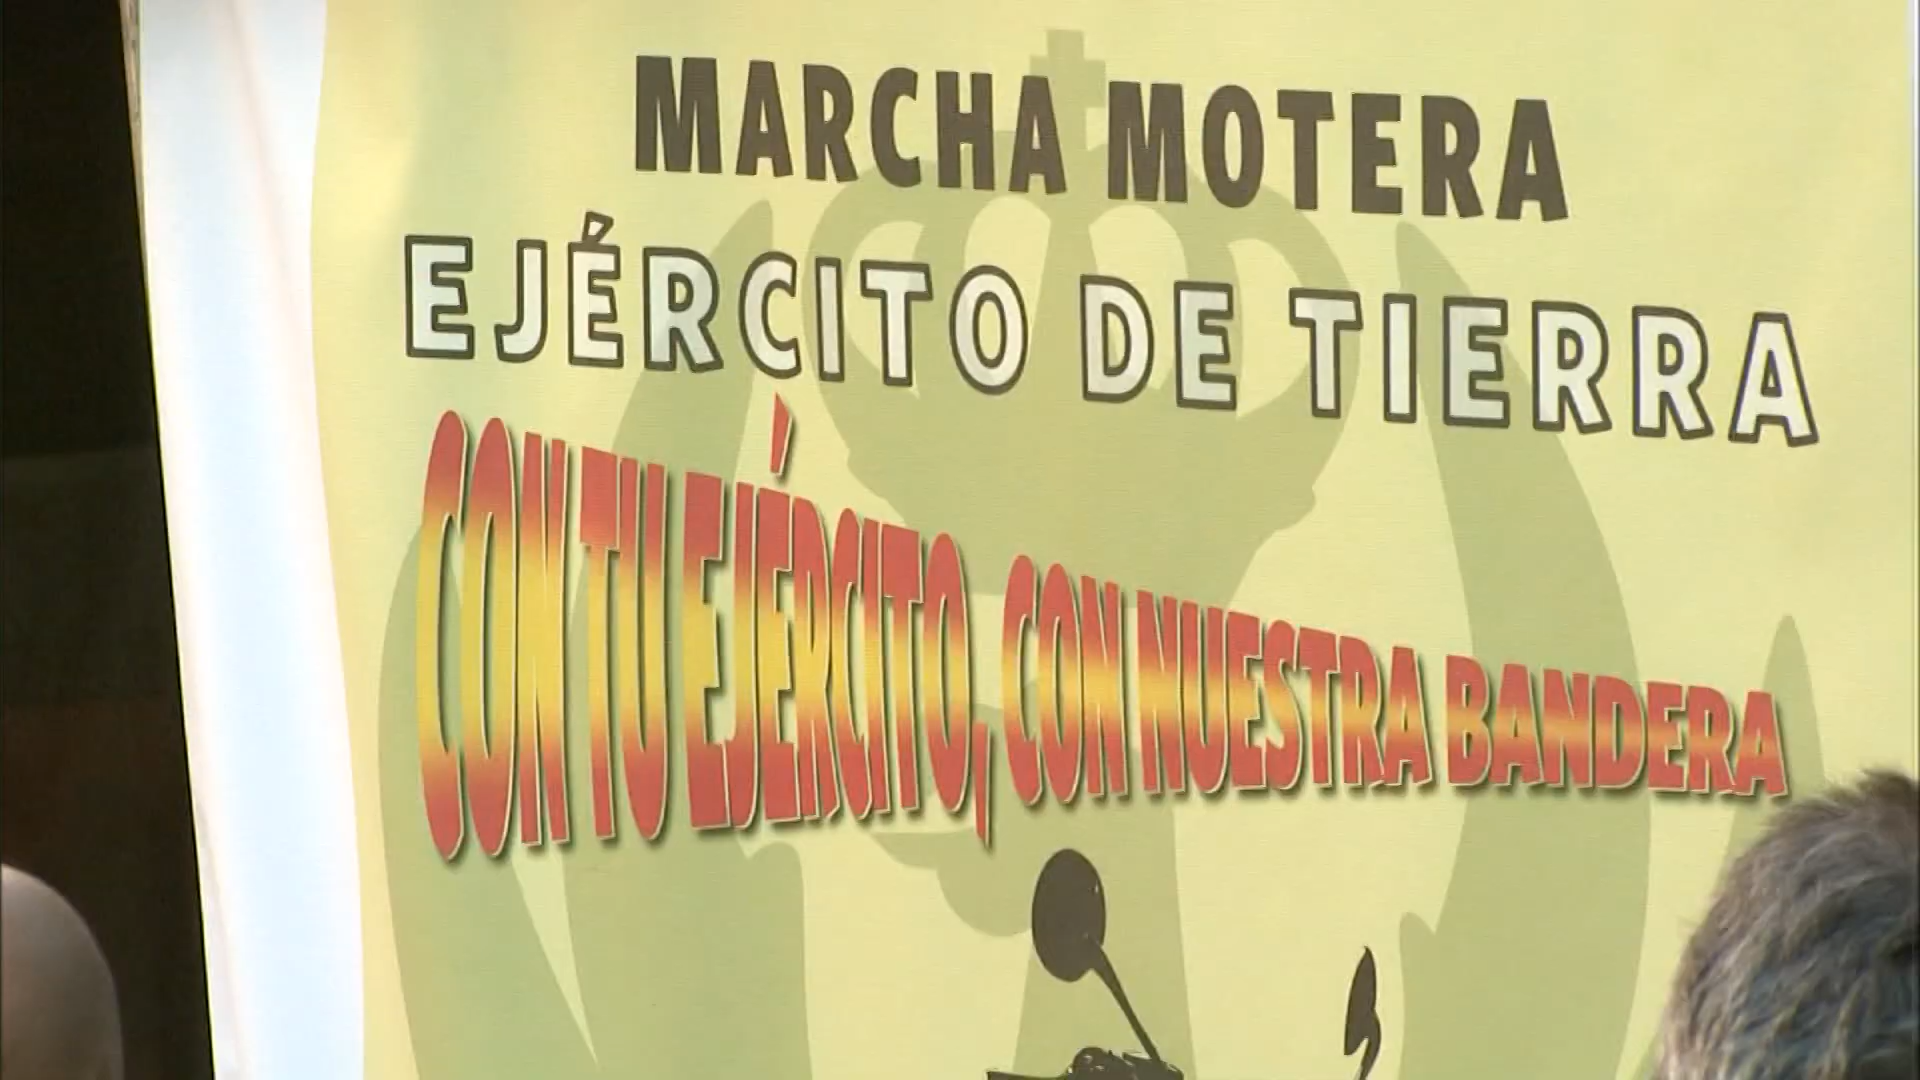 MARCHA MOTERA
EJÉRCITO DE TIERRA
CON TU EJÉRCITO, CON NUESTRA BANDERA